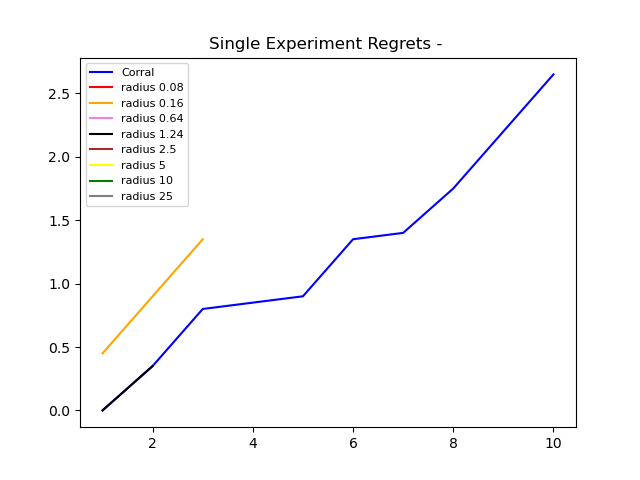 Single Experiment Regrets -
Corral
radius 0.08
radius 0.16
radius 0.64
radius 1.24
radius 2.5
radius 5
radius 10
radius 25
2.5
2.0
1.5
1.0
0.5
0.0
2 4 6 8 10